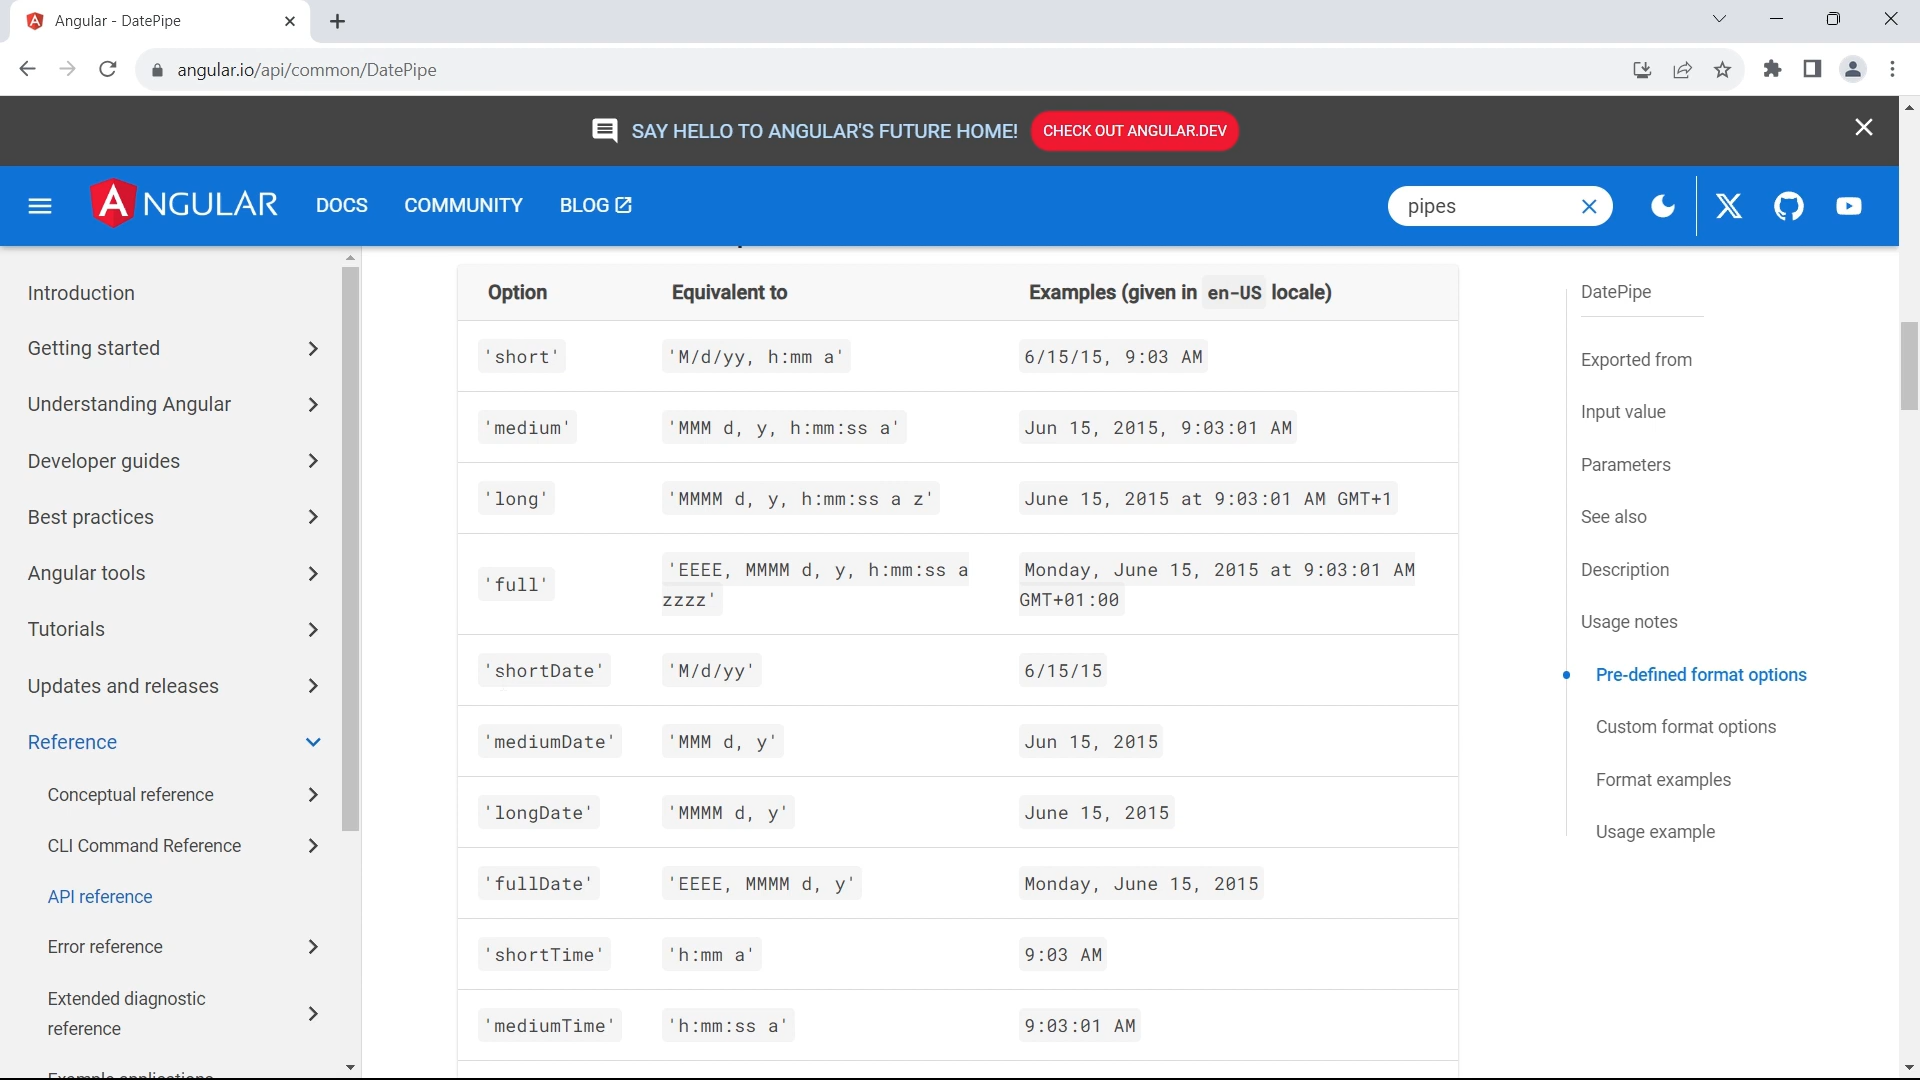 Angular - DatePipe
angular.io/api/common/DatePipe
SAY HELLO TO ANGULAR'S FUTURE HOME!
CHECK OUT ANGULAR.DEV
ANGULAR
DOCS
COMMUNITY
BLOG
pipes
Introduction
Getting started
Understanding Angular
Developer guides
Best practices
Angular tools
Tutorials
Updates and releases
Reference
Conceptual reference
CLI Command Reference
API reference
Error reference
Extended diagnostic
reference
Example applications
Option Equivalent to Examples (given in en-US locale)
'short' 'M/d/yy, h:mm a' 6/15/15, 9:03 AM
'medium' 'MMM d, y, h:mm:ss a' Jun 15, 2015, 9:03:01 AM
'long' 'MMMM d, y, h:mm:ss a z' June 15, 2015 at 9:03:01 AM GMT+1
'full' 'EEEE, MMMM d, y, h:mm:ss a
zzzz' Monday, June 15, 2015 at 9:03:01 AM
GMT+01:00
'shortDate' 'M/d/yy' 6/15/15
'mediumDate' 'MMM d, y' Jun 15, 2015
'longDate' 'MMMM d, y' June 15, 2015
'fullDate' 'EEEE, MMMM d, y' Monday, June 15, 2015
'shortTime' 'h:mm a' 9:03 AM
'mediumTime' 'h:mm:ss a' 9:03:01 AM
DatePipe
Exported from
Input value
Parameters
See also
Description
Usage notes
Pre-defined format options
Custom format options
Format examples
Usage example